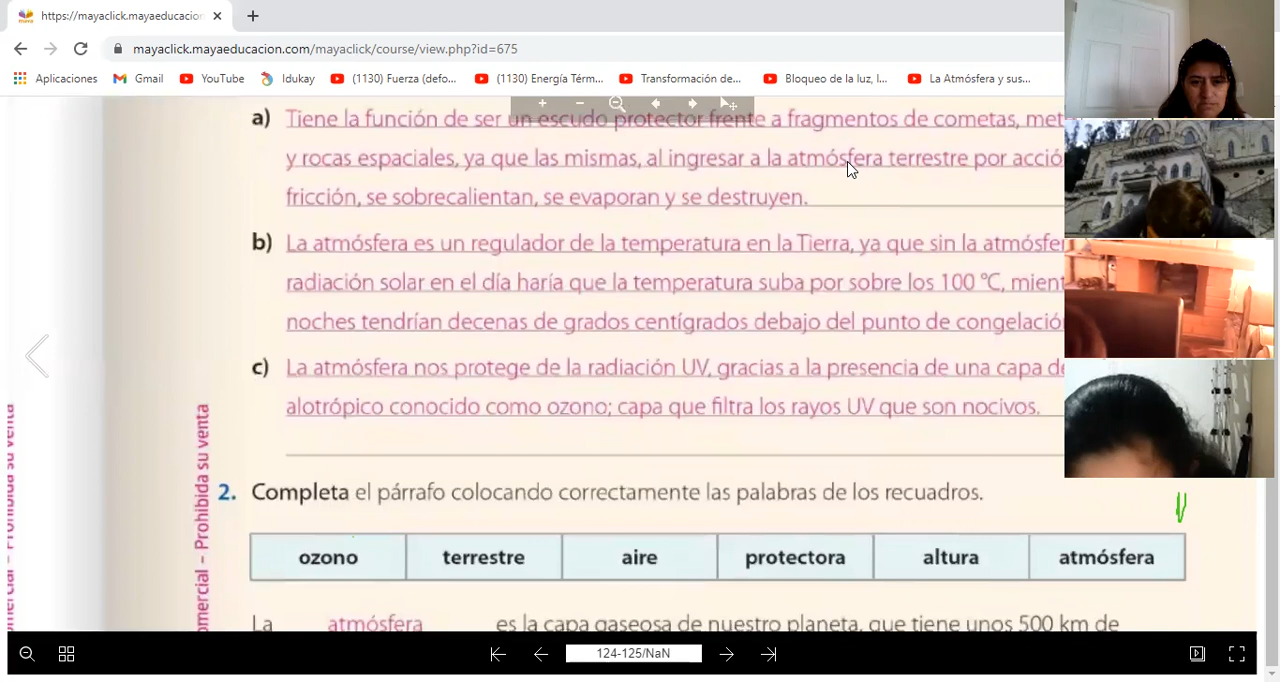 https://mayaclick.mayaeducacion
mayaclick.mayaeducacion.com/mayaclick/course/view.php?id=675
Aplicaciones Gmail YouTube Idukay (1130) Fuerza (defo... (1130) Energía Térm... Transformación de... Bloqueo de la luz, l... La Atmósfera y sus...
a) Tiene la función de ser un escudo protector frente a fragmentos de cometas, met
y rocas espaciales, ya que las mismas, al ingresar a la atmósfera terrestre por acció
fricción, se sobrecalientan, se evaporan y se destruyen.
b) La atmósfera es un regulador de la temperatura en la Tierra, ya que sin la atmósfer
radiación solar en el día haría que la temperatura suba por sobre los 100 °C, mient
noches tendrían decenas de grados centígrados debajo del punto de congelació
c) La atmósfera nos protege de la radiación UV, gracias a la presencia de una capa de
alotrópico conocido como ozono; capa que filtra los rayos UV que son nocivos.
omercial – Prohibida su venta
2. Completa el párrafo colocando correctamente las palabras de los recuadros.
ozono terrestre aire protectora altura atmósfera
La atmósfera es la capa gaseosa de nuestro planeta, que tiene unos 500 km de
124-125/NaN